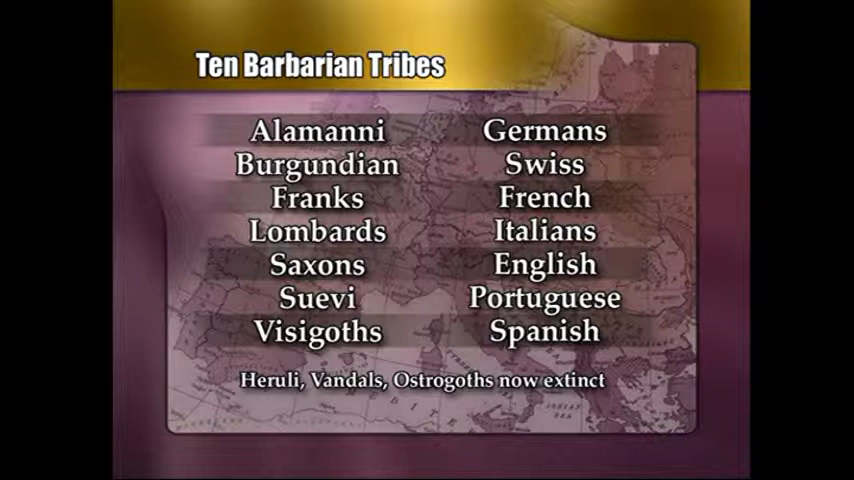 Ten Barbarian Tribes
Alamanni Germans
Burgundian Swiss
Franks French
Lombards Italians
Saxons English
Suevi Portuguese
Visigoths Spanish
Heruli, Vandals, Ostrogoths now extinct